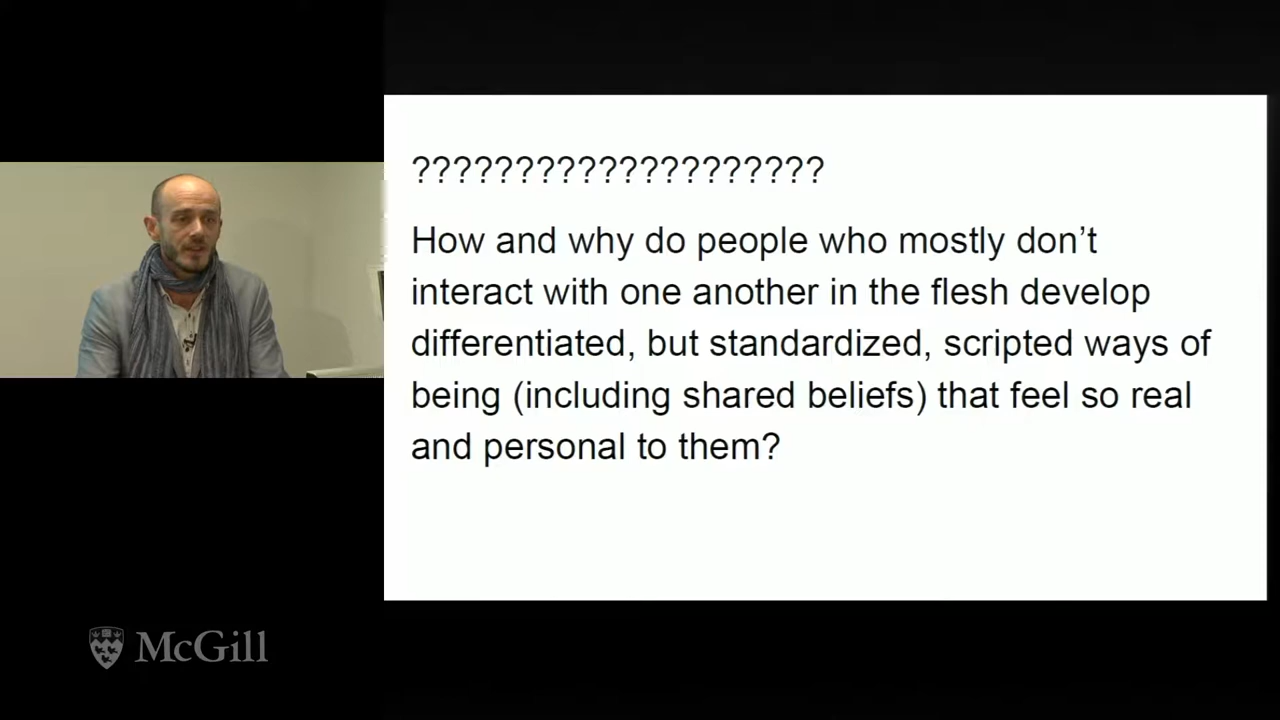 ???????????????????? 
How and why do people who mostly don’t
interact with one another in the flesh develop
differentiated, but standardized, scripted ways of
being (including shared beliefs) that feel so real
and personal to them?
McGill